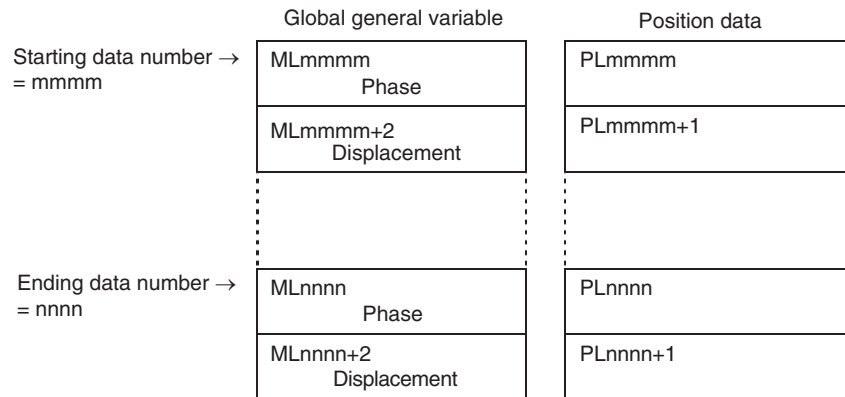 Global general variable
Position data
Starting data number →
= mmmm
MLmmmm
Phase
PLmmmm
MLmmmm+2
Displacement
PLmmmm+1
Ending data number →
= nnnn
MLnnnn
Phase
PLnnnn
MLnnnn+2
Displacement
PLnnnn+1